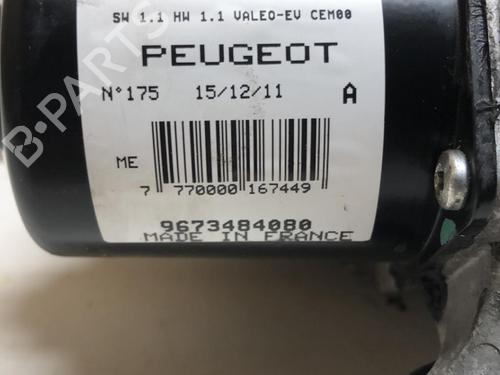 SW 1.1 HW 1.1 VALEO-EV CEM00
PEUGEOT
N°175 15/12/11 A
ME
7 770000 167449
9673484080
MADE IN FRANCE
B-PARTS